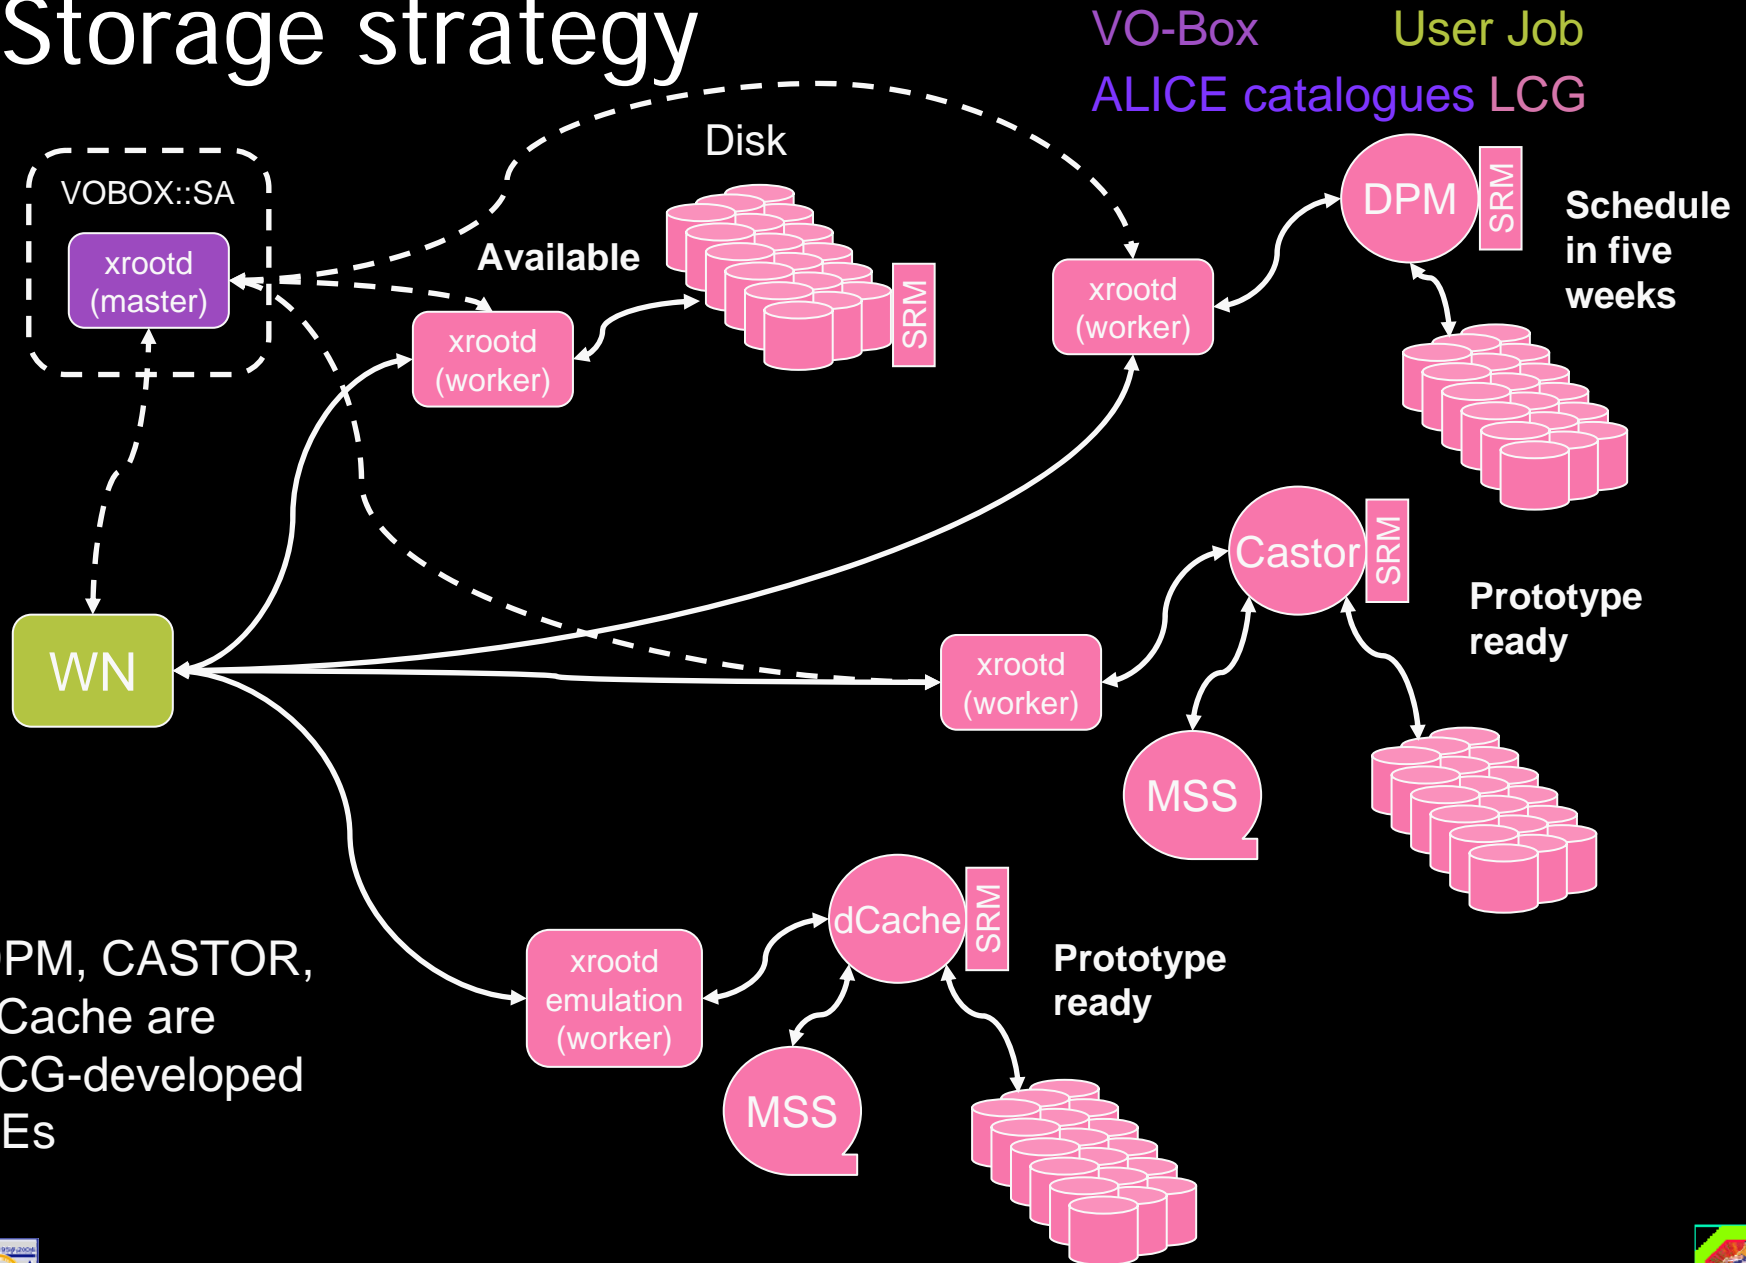 Storage strategy
VO-Box
User Job
ALICE catalogues LCG
Disk
VOBOX::SA
xrootd
(master)
Available
xrootd
(worker)
SRM
xrootd
(worker)
DPM
SRM
Schedule
in five
weeks
WN
Castor
SRM
Prototype
ready
xrootd
(worker)
MSS
PM, CASTOR,
Cache are
CG-developed
Es
xrootd
emulation
(worker)
dCache
SRM
Prototype
ready
MSS